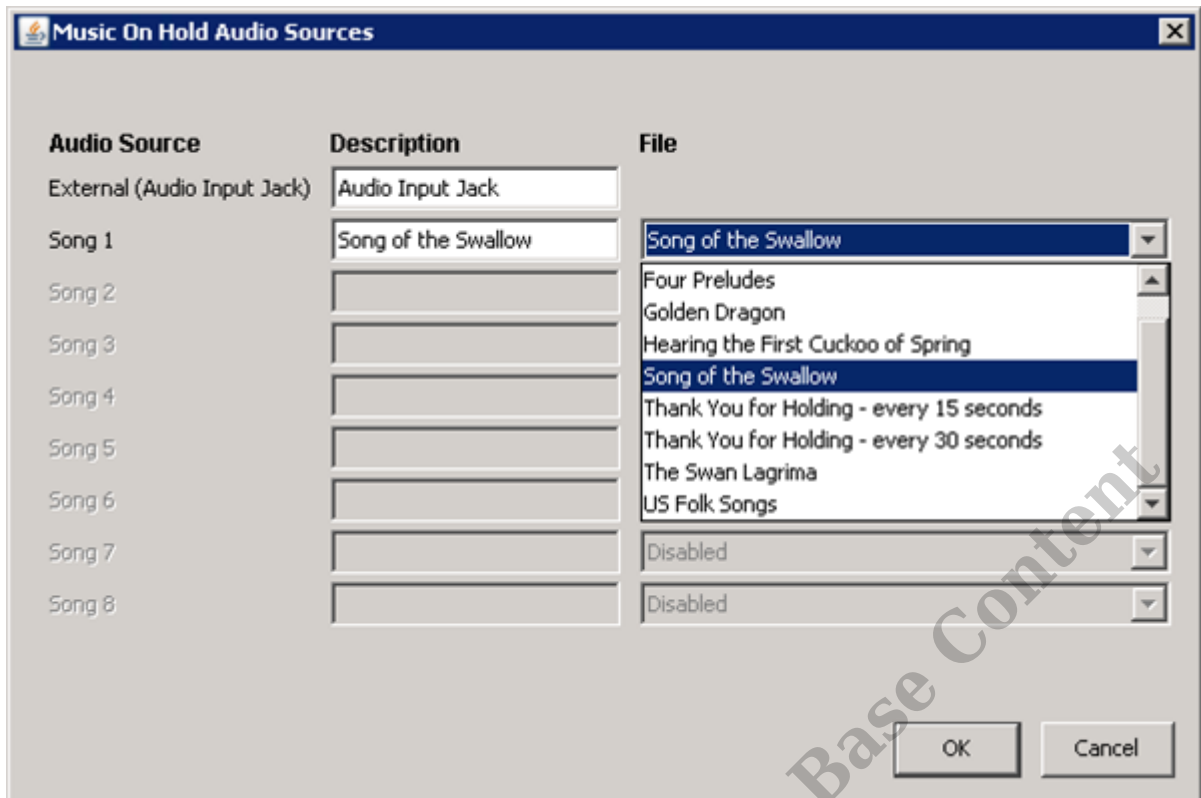 Music On Hold Audio Sources
Audio Source Description File
External (Audio Input Jack) Audio Input Jack
Song 1 Song of the Swallow Song of the Swallow
Song 2 Four Preludes
Golden Dragon
Song 3 Hearing the First Cuckoo of Spring
Song of the Swallow
Song 4 Thank You for Holding - every 15 seconds
Song 5 Thank You for Holding - every 30 seconds
The Swan Lagrima
Song 6 US Folk Songs
Song 7 Disabled
Song 8 Disabled
OK Cancel
Base Content